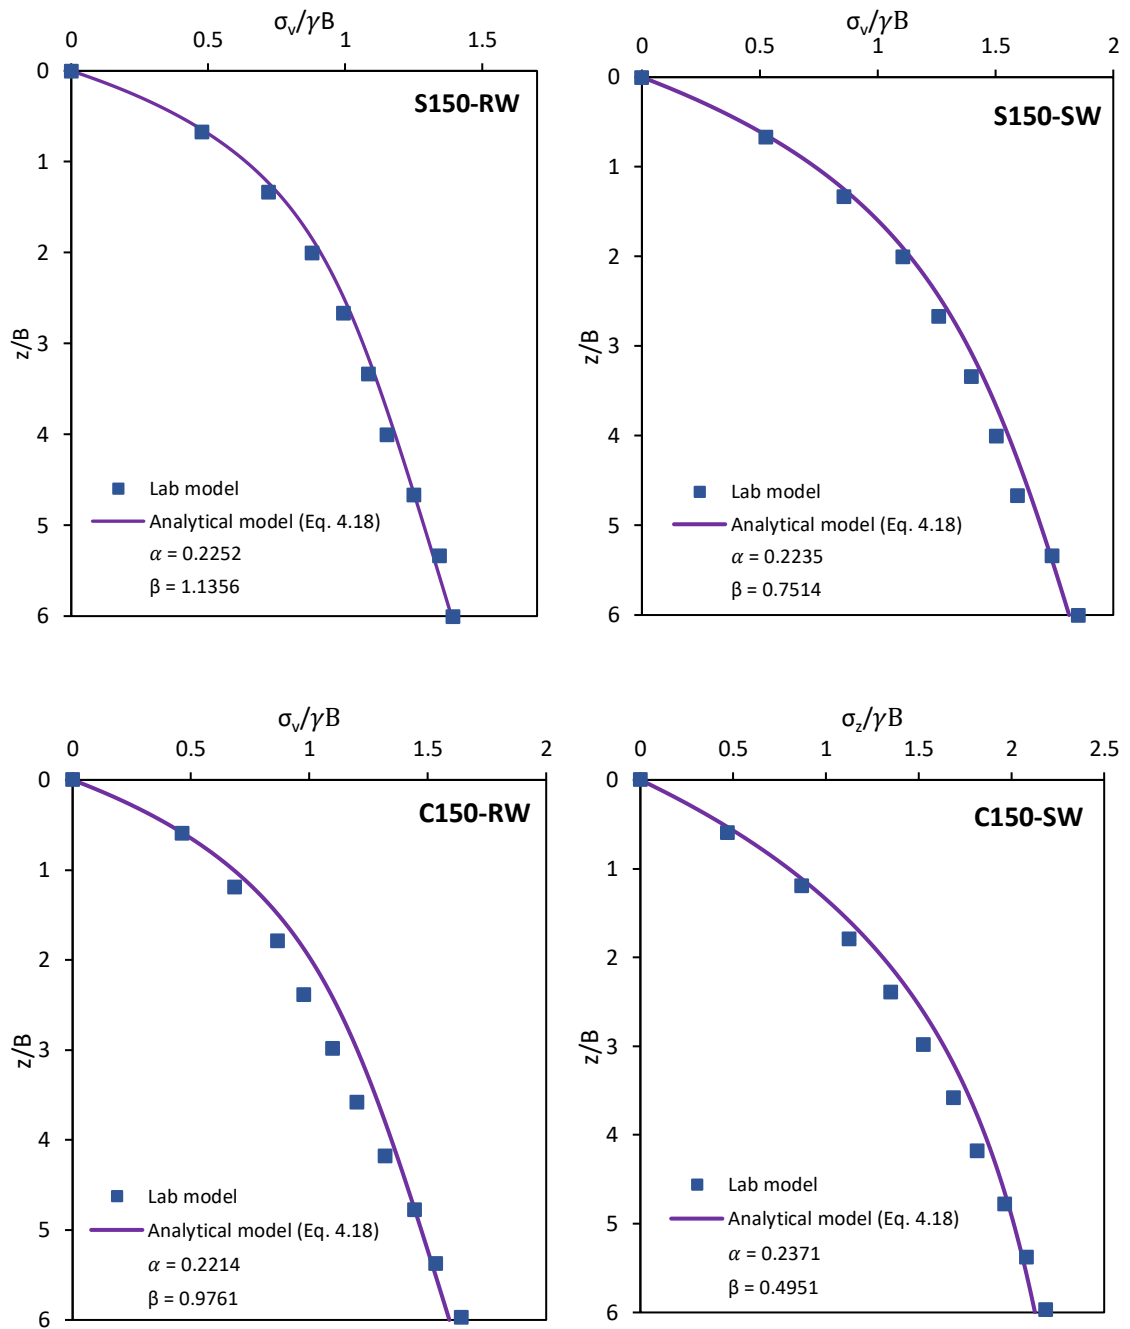 σv/γB
0 0.5 1 1.5
0
1
2
3
4
5
6
z/B
S150-RW
Lab model
Analytical model (Eq. 4.18)
α = 0.2252
β = 1.1356
σv/γB
0 0.5 1 1.5 2
0
1
2
3
4
5
6
z/B
S150-SW
Lab model
Analytical model (Eq. 4.18)
α = 0.2235
β = 0.7514
σv/γB
0 0.5 1 1.5 2
0
1
2
3
4
5
6
z/B
C150-RW
Lab model
Analytical model (Eq. 4.18)
α = 0.2214
β = 0.9761
σz/γB
0 0.5 1 1.5 2 2.5
0
1
2
3
4
5
6
z/B
C150-SW
Lab model
Analytical model (Eq. 4.18)
α = 0.2371
β = 0.4951